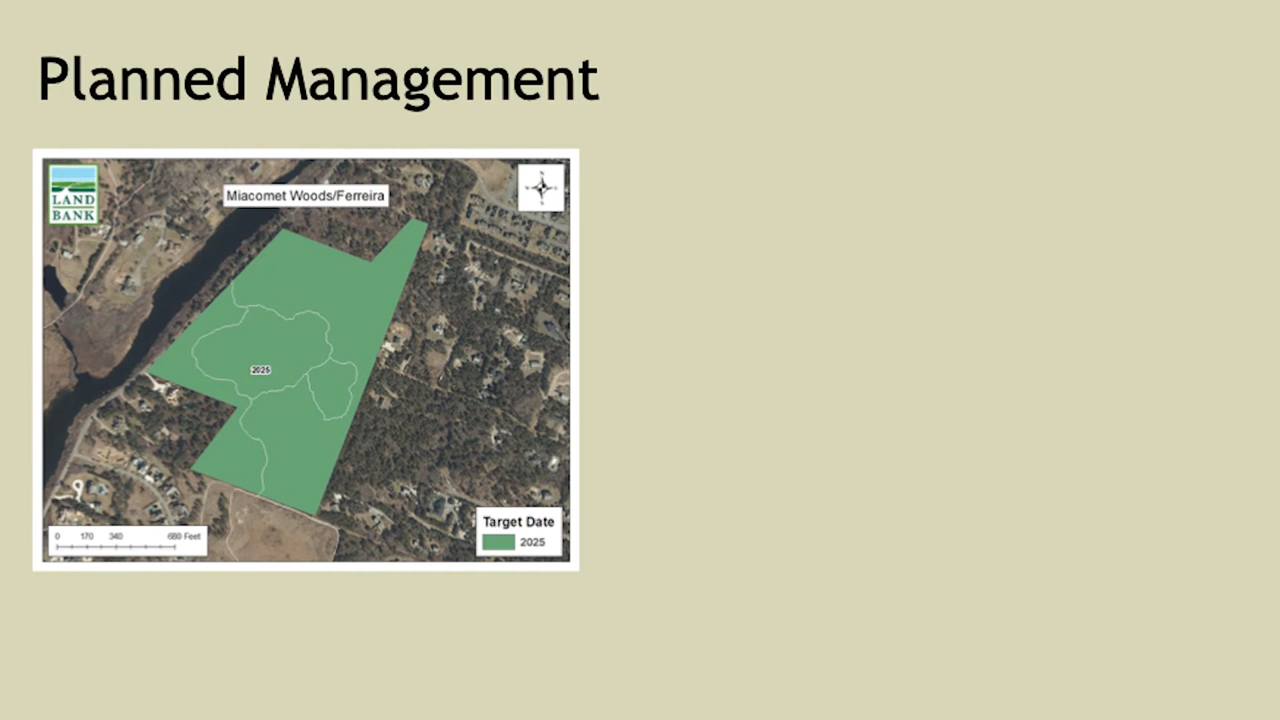 Planned Management
LAND
BANK
Miacomet Woods/Ferreira
N
W E
S
2025
0 170 340 680 Feet
Target Date
2025